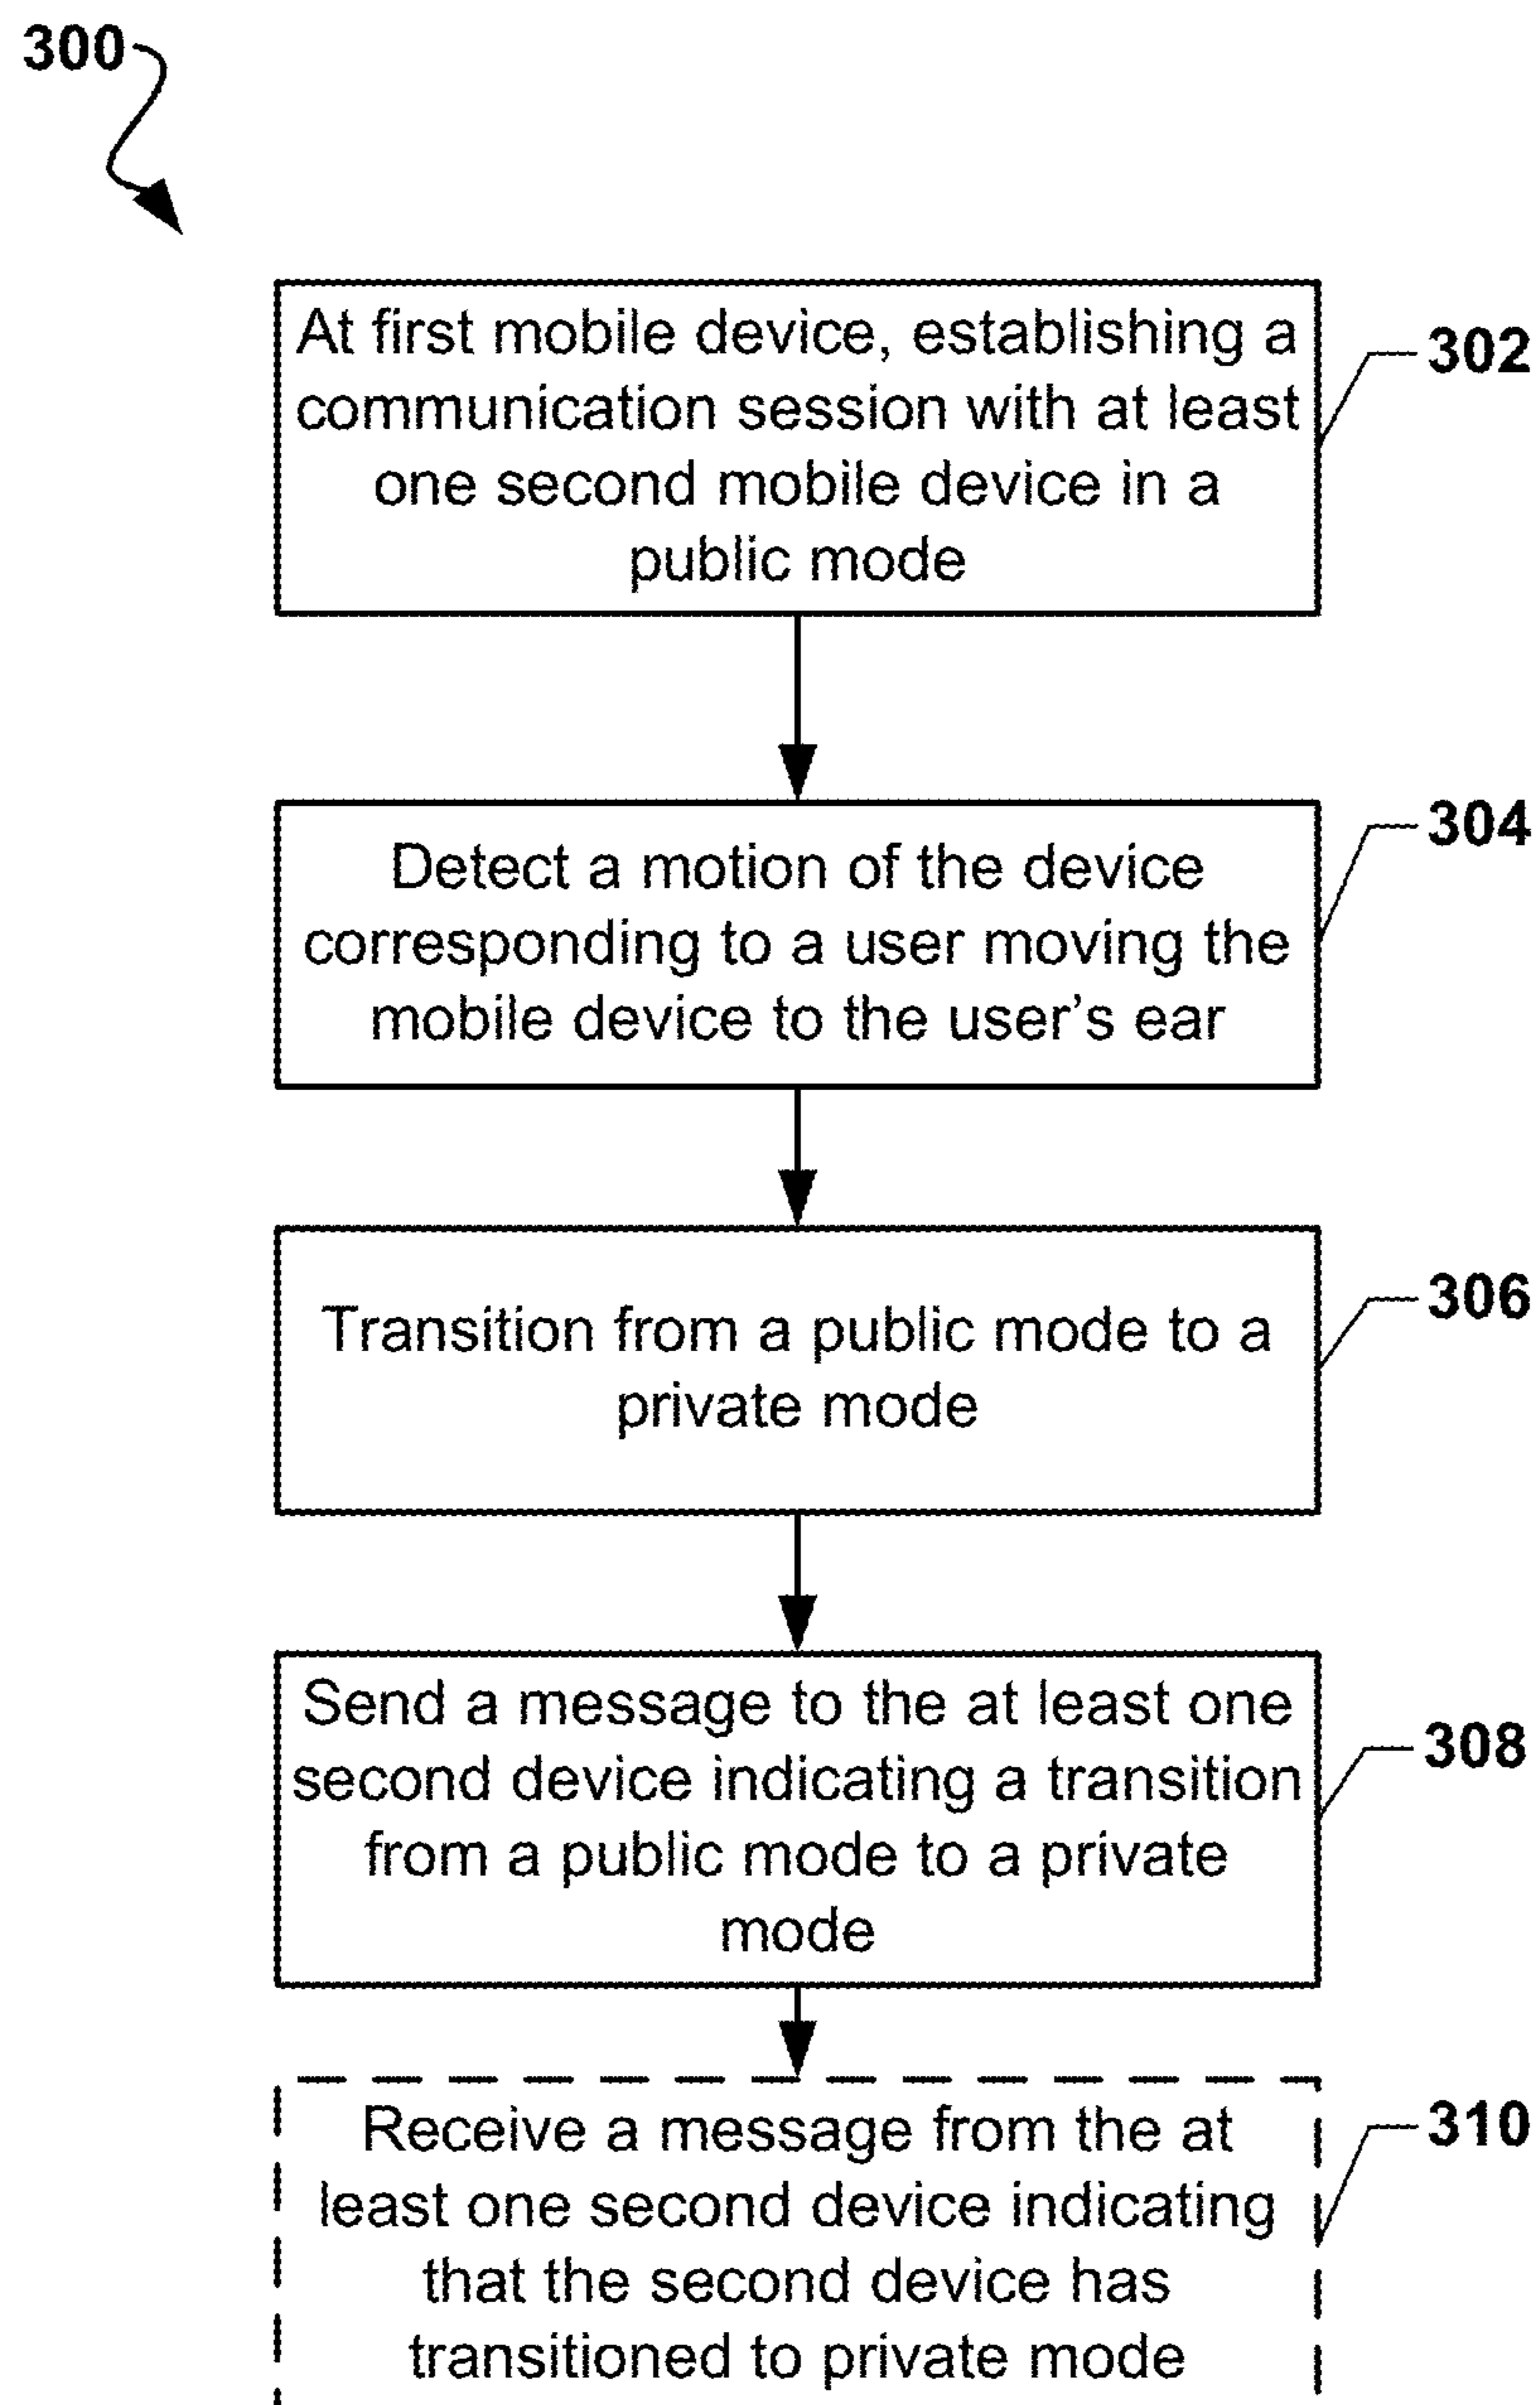 300
At first mobile device, establishing a
communication session with at least
one second mobile device in a
public mode
302
Detect a motion of the device
corresponding to a user moving the
mobile device to the user's ear
304
Transition from a public mode to a
private mode
306
Send a message to the at least one
second device indicating a transition
from a public mode to a private
mode
308
Receive a message from the at
least one second device indicating
that the second device has
transitioned to private mode
310